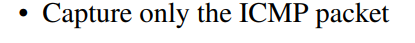 • Capture only the ICMP packet